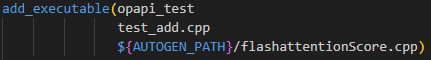 add_executable(opapi_test
test_add.cpp
${AUTOGEN_PATH}/flashattentionScore.cpp)